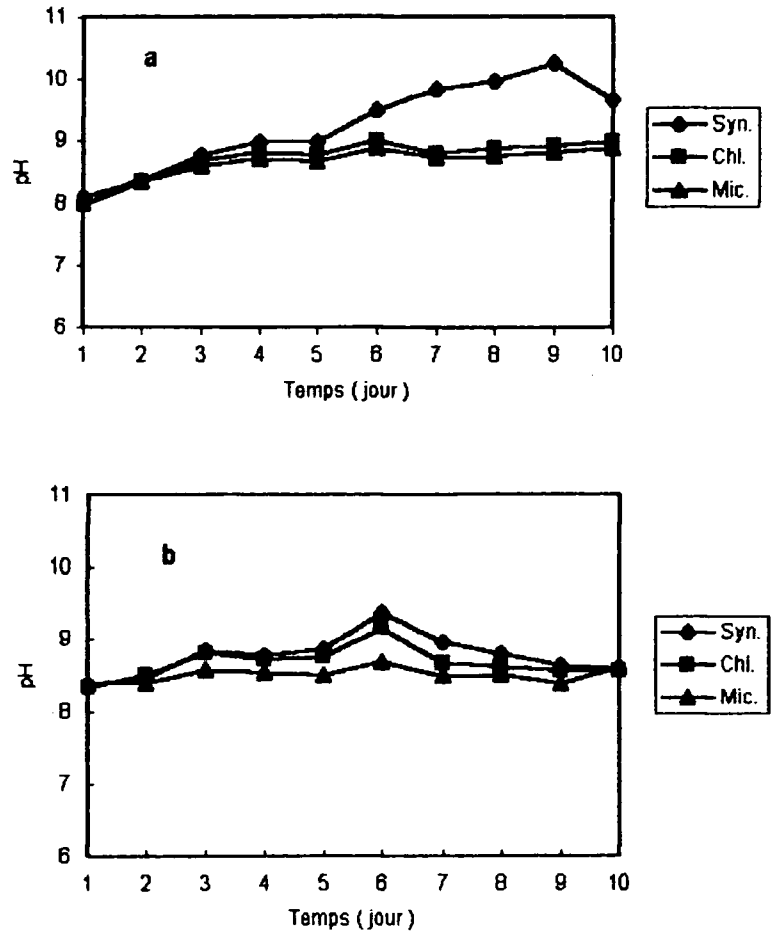 11
a
10
9
8
7
6
pH
1 2 3 4 5 6 7 8 9 10
Temps ( jour )
Syn.
Chl.
Mic.
11
b
10
9
8
7
6
pH
1 2 3 4 5 6 7 8 9 10
Temps ( jour )
Syn.
Chl.
Mic.